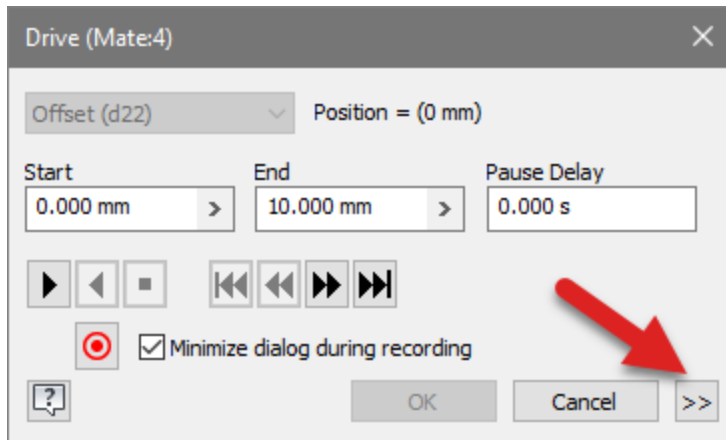 Drive (Mate:4)
Offset (d22) Position = (0 mm)
Start End Pause Delay
0.000 mm > 10.000 mm > 0.000 s
Minimize dialog during recording
? OK Cancel >>